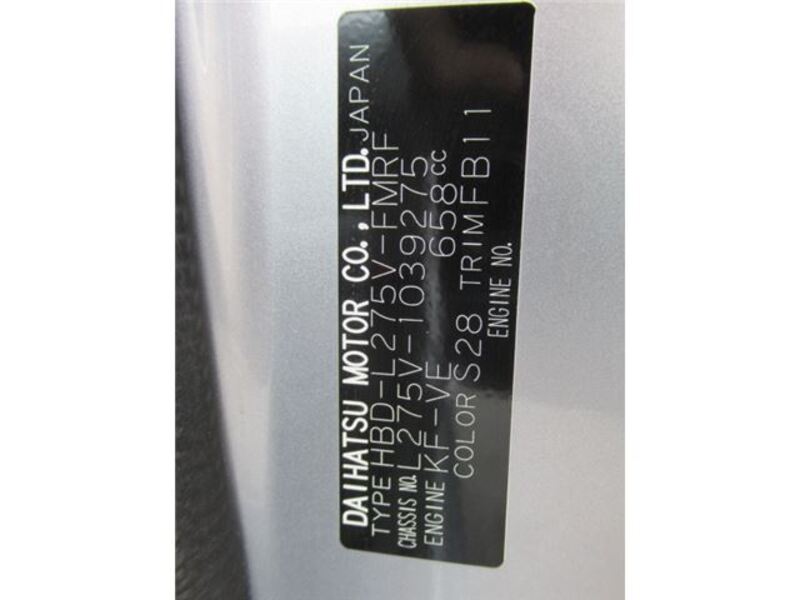 DAIHATSU MOTOR CO., LTD. JAPAN
TYPE HBD-L275V-FMRF
CHASSIS NO. L275V-1039275
ENGINE KF-VE 658cc
COLOR S28 TRIM FB11
ENGINE NO.